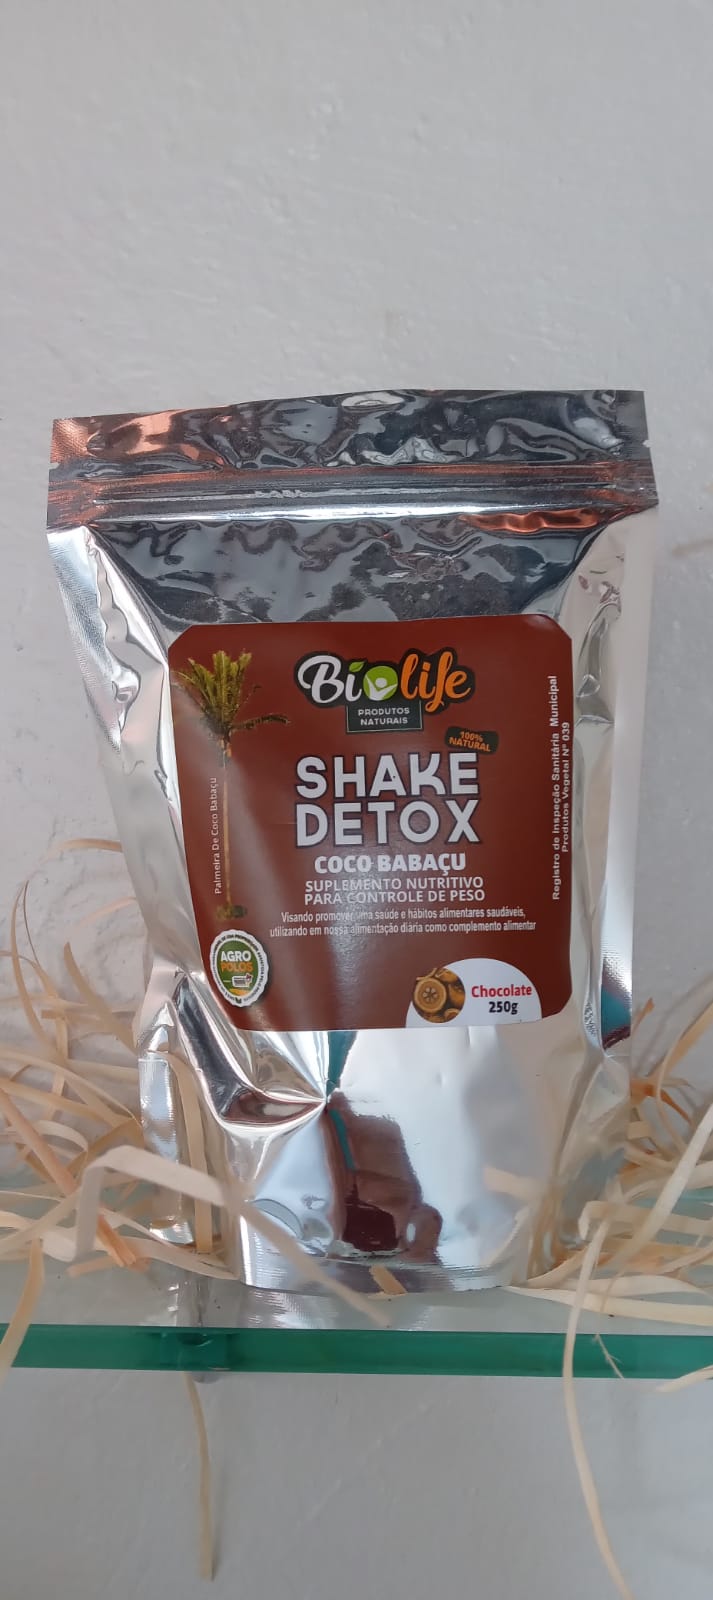 Biolife
PRODUTOS
NATURAIS
100%
NATURAL
SHAKE
DETOX
COCO BABAÇU
SUPLEMENTO NUTRITIVO
PARA CONTROLE DE PESO
Visando promover uma saúde e hábitos alimentares saudáveis,
utilizando em nossa alimentação diária como complemento alimentar
Palmeira De Coco Babaçu
AGRO
POLOS
Chocolate
250g
Registro de Inspeção Sanitária Municipal
Produtos Vegetal Nº 039